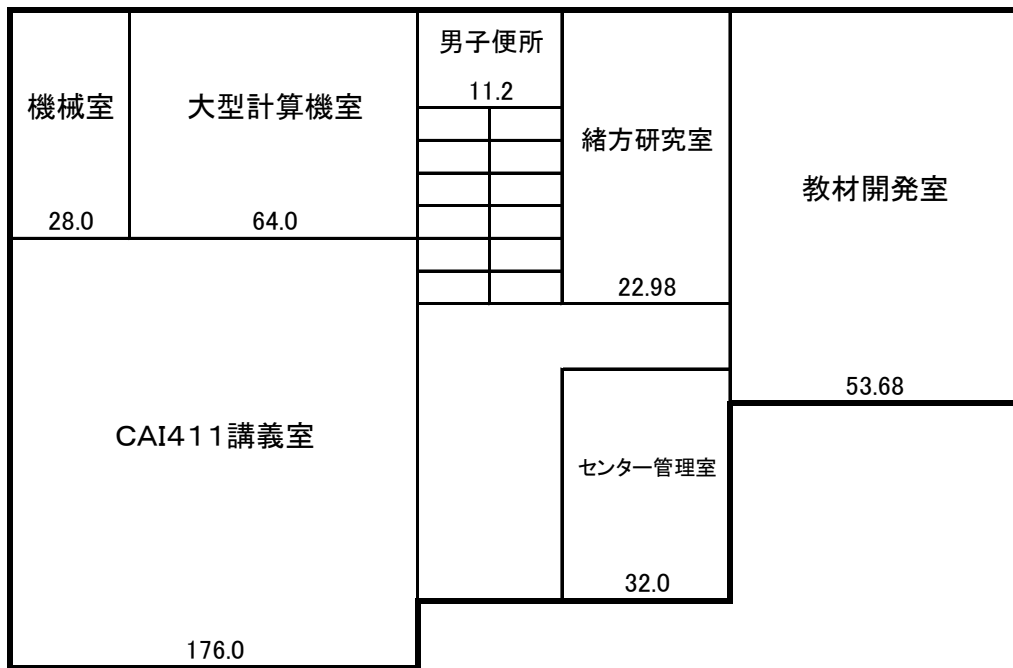 男子便所
11.2
機械室
28.0
大型計算機室
64.0
緒方研究室
22.98
教材開発室
53.68
CAI411講義室
176.0
センター管理室
32.0